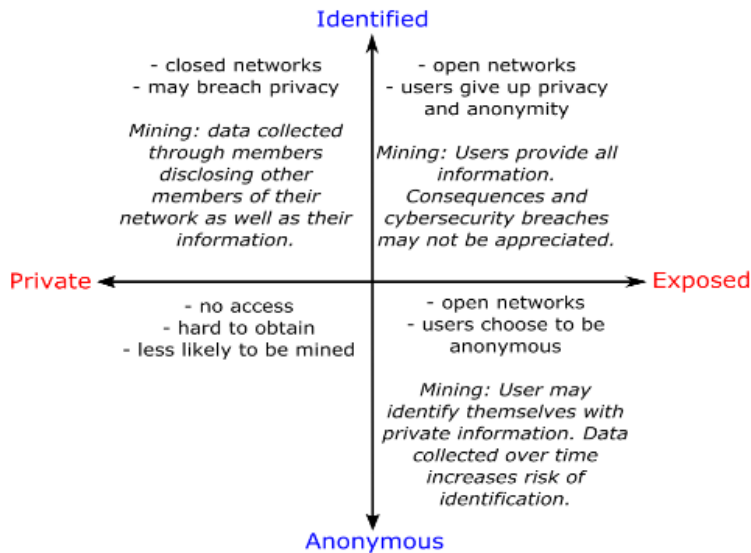 Identified
- closed networks
- may breach privacy
Mining: data collected
through members
disclosing other
members of their
network as well as their
information.
- open networks
- users give up privacy
and anonymity
Mining: Users provide all
information.
Consequences and
cybersecurity breaches
may not be appreciated.
Private
Exposed
- no access
- hard to obtain
- less likely to be mined
- open networks
- users choose to be
anonymous
Mining: User may
identify themselves with
private information. Data
collected over time
increases risk of
identification.
Anonymous